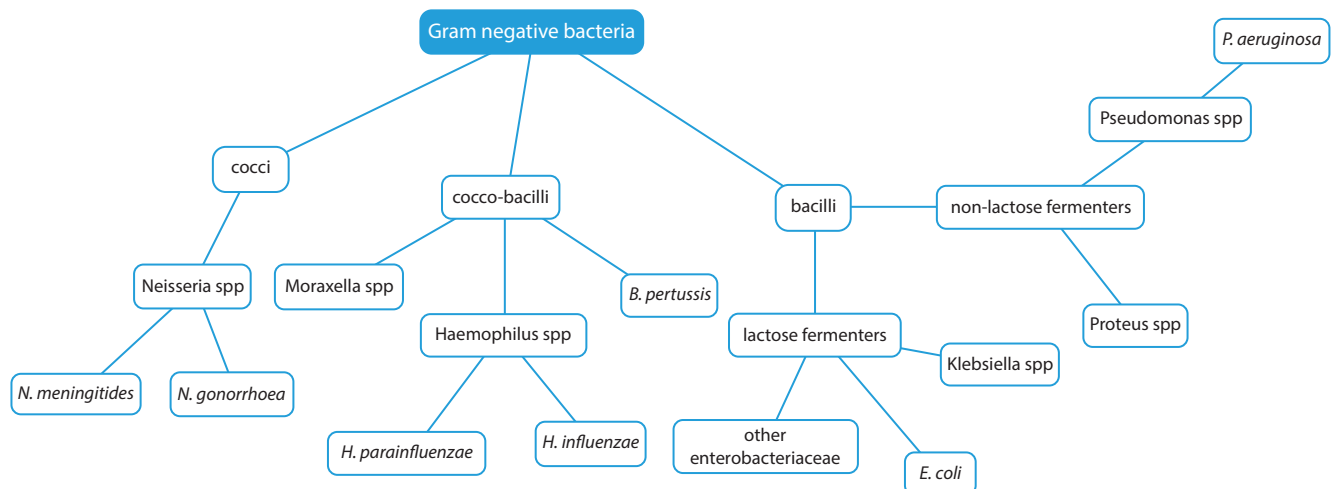 Gram negative bacteria
P. aeruginosa
Pseudomonas spp
cocci
cocco-bacilli
bacilli
non-lactose fermenters
Neisseria spp
Moraxella spp
B. pertussis
Haemophilus spp
lactose fermenters
Proteus spp
Klebsiella spp
N. meningitides
N. gonorrhoea
H. parainfluenzae
H. influenzae
other
enterobacteriaceae
E. coli